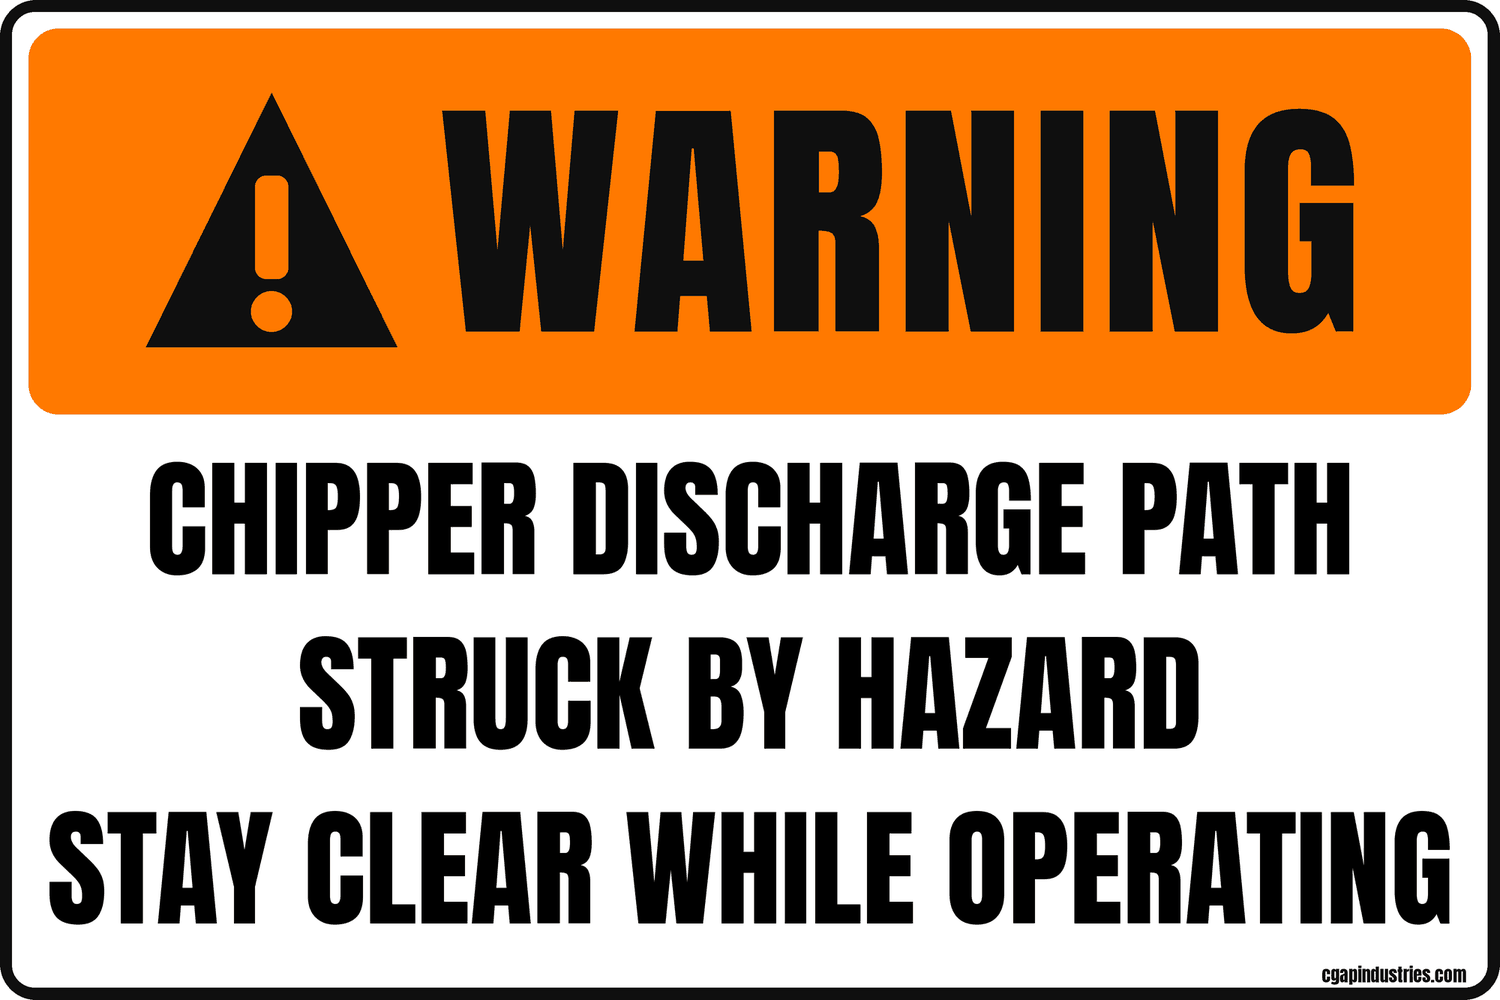 WARNING
CHIPPER DISCHARGE PATH
STRUCK BY HAZARD
STAY CLEAR WHILE OPERATING
cgapindustries.com